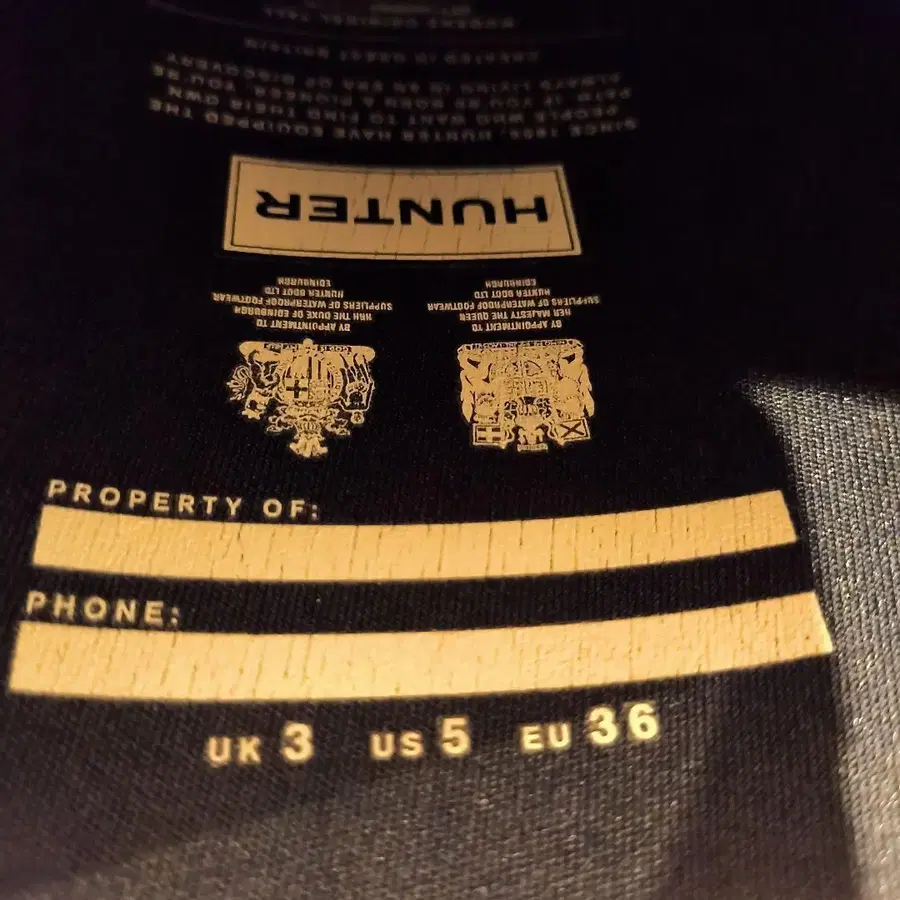 BY APPOINTMENT TO
HER MAJESTY THE QUEEN
SUPPLIERS OF WATERPROOF FOOTWEAR
HUNTER BOOT LTD
EDINBURGH
BY APPOINTMENT TO
HRH THE DUKE OF EDINBURGH
SUPPLIERS OF WATERPROOF FOOTWEAR
HUNTER BOOT LTD
EDINBURGH
HUNTER
SINCE 1856, HUNTER HAVE EQUIPPED THE
PEOPLE WHO WANT TO FIND THEIR OWN
PATH. IF YOU'RE BORN A PIONEER, YOU'RE
ALWAYS LIVING IN AN ERA OF DISCOVERY
CREATED IN GREAT BRITAIN
ORIGINAL TALL
PROPERTY OF:
PHONE:
UK 3 US 5 EU 36